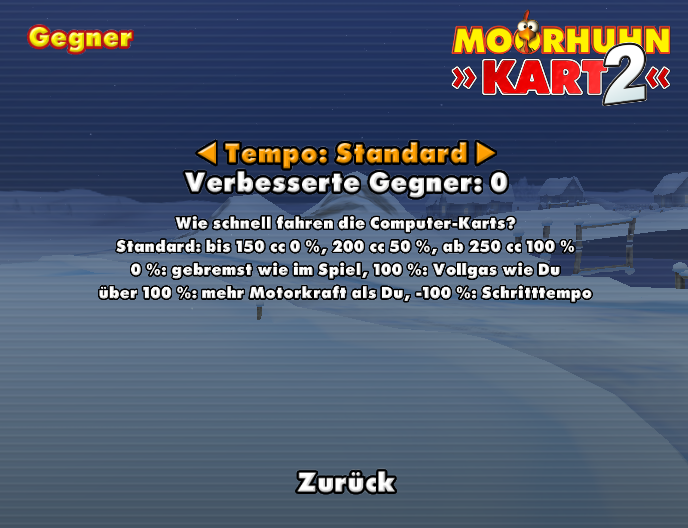 Gegner
MOORHUHN
KART 2
Tempo: Standard
Verbesserte Gegner: 0
Wie schnell fahren die Computer-Karts?
Standard: bis 150 cc 0 %, 200 cc 50 %, ab 250 cc 100 %
0 %: gebremst wie im Spiel, 100 %: Vollgas wie Du
über 100 %: mehr Motorkraft als Du, -100 %: Schritttempo
Zurück